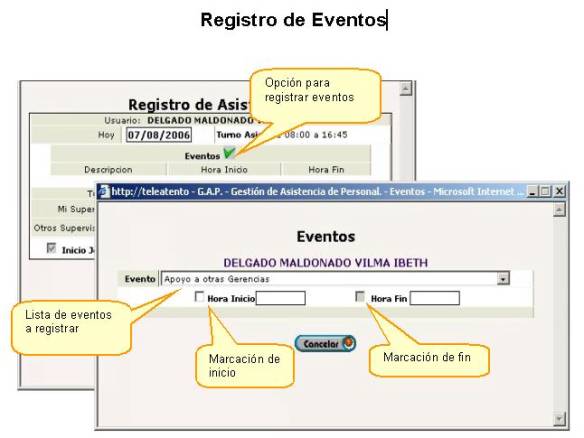 Registro de Eventos
Opción para
registrar eventos
Registro de Asis
Usuario: DELGADO MALDONADO
Hoy 07/08/2006 Turno Asi 08:00 a 16:45
Eventos
Descripcion Hora Inicio Hora Fin
http://teleatento - G.A.P. - Gestión de Asistencia de Personal. - Eventos - Microsoft Internet ...
Mi Super
Otros Supervis
Inicio J
Eventos
DELGADO MALDONADO VILMA IBETH
Evento Apoyo a otras Gerencias
Hora Inicio Hora Fin
Lista de eventos
a registrar
Cancelar
Marcación de
inicio
Marcación de fin